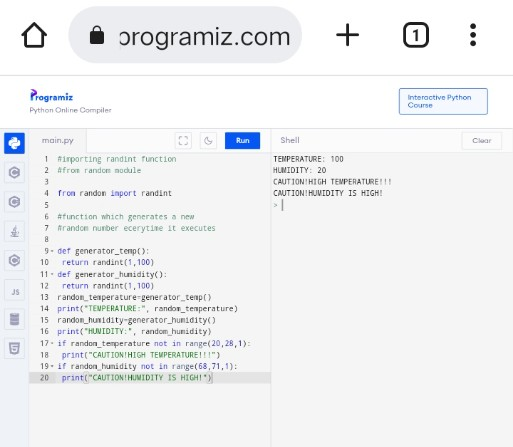 programiz.com
1
Programiz
Python Online Compiler
Interactive Python
Course
main.py
Run
Shell
Clear
1 #importing randint function
2 #from random module
3
4 from random import randint
5
6 #function which generates a new
7 #random number ecerytime it executes
8
9 def generator_temp():
10 return randint(1,100)
11 def generator_humidity():
12 return randint(1,100)
13 random_temperature=generator_temp()
14 print("TEMPERATURE:", random_temperature)
15 random_humidity=generator_humidity()
16 print("HUMIDITY:", random_humidity)
17 if random_temperature not in range(20,28,1):
18 print("CAUTION!HIGH TEMPERATURE!!!")
19 if random_humidity not in range(68,71,1):
20 print("CAUTION!HUMIDITY IS HIGH!")
TEMPERATURE: 100
HUMIDITY: 20
CAUTION!HIGH TEMPERATURE!!!
CAUTION!HUMIDITY IS HIGH!
>
JS